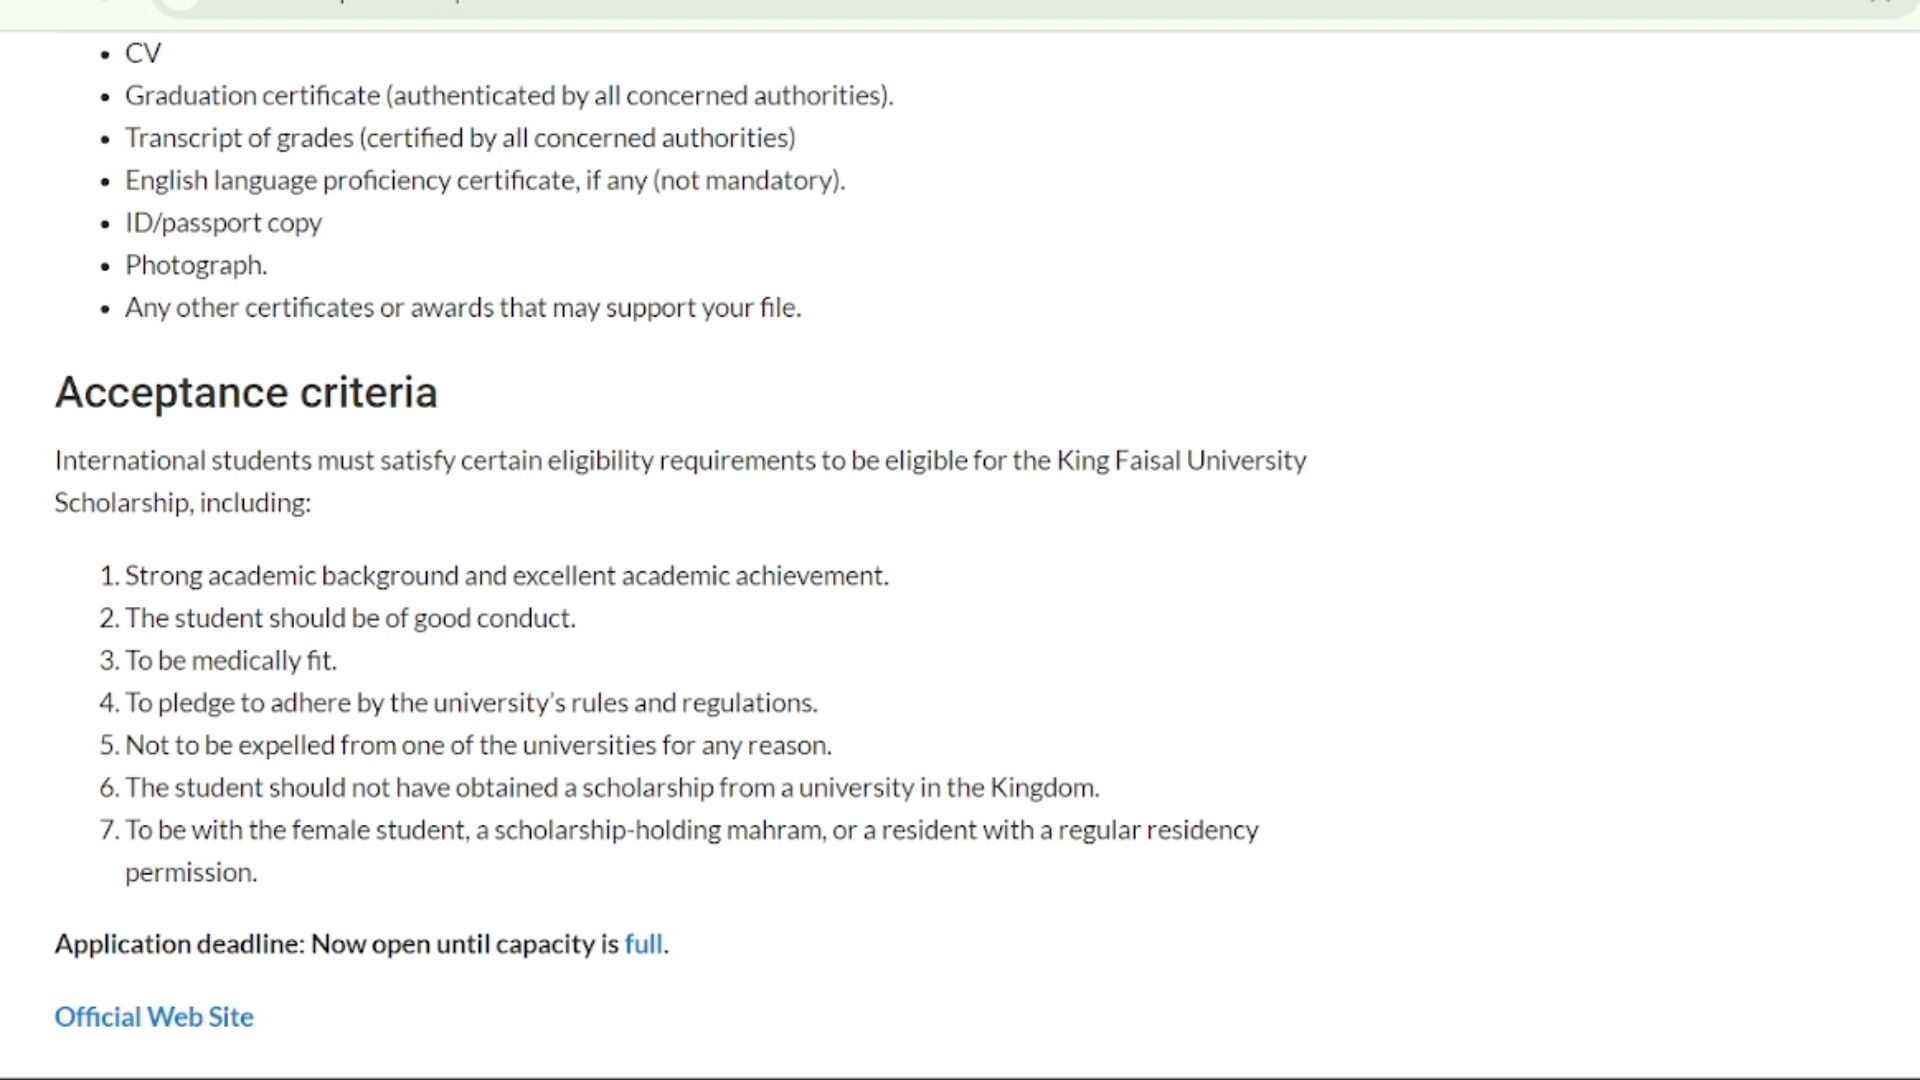 • CV
• Graduation certificate (authenticated by all concerned authorities).
• Transcript of grades (certified by all concerned authorities)
• English language proficiency certificate, if any (not mandatory).
• ID/passport copy
• Photograph.
• Any other certificates or awards that may support your file.
Acceptance criteria
International students must satisfy certain eligibility requirements to be eligible for the King Faisal University
Scholarship, including:
1. Strong academic background and excellent academic achievement.
2. The student should be of good conduct.
3. To be medically fit.
4. To pledge to adhere by the university’s rules and regulations.
5. Not to be expelled from one of the universities for any reason.
6. The student should not have obtained a scholarship from a university in the Kingdom.
7. To be with the female student, a scholarship-holding mahram, or a resident with a regular residency
permission.
Application deadline: Now open until capacity is full.
Official Web Site